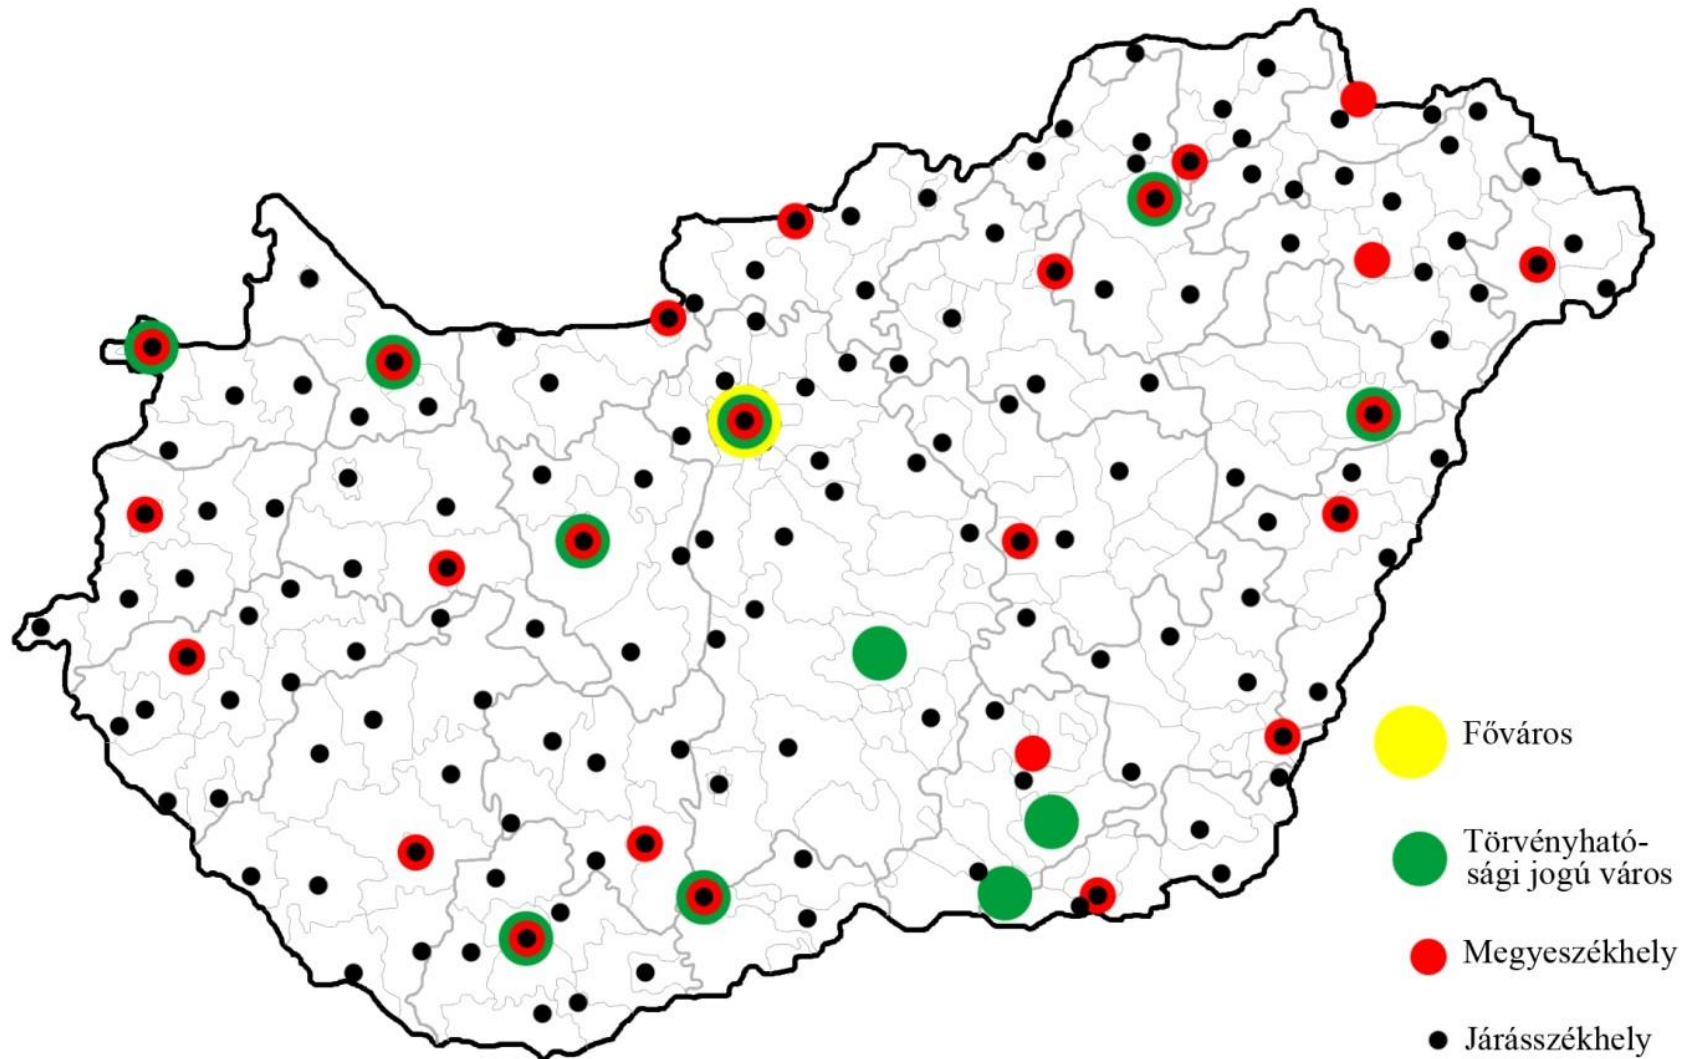 Főváros
Törvényható-
sági jogú város
Megyeszékhely
Járásszékhely